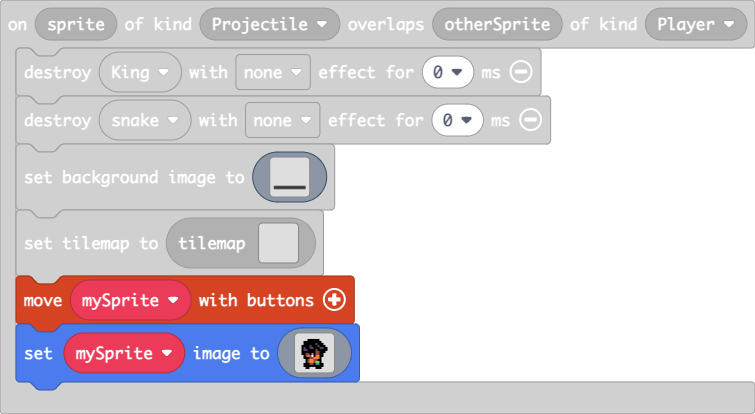 on sprite of kind Projectile overlaps otherSprite of kind Player
destroy King with none effect for 0 ms
destroy snake with none effect for 0 ms
set background image to
set tilemap to tilemap
move mySprite with buttons
set mySprite image to